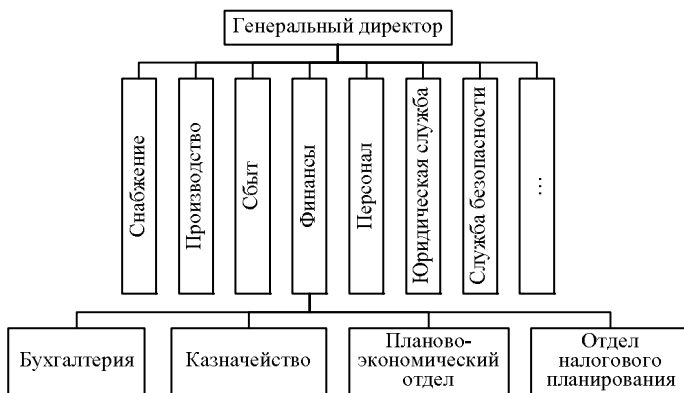 Генеральный директор
Снабжение
Производство
Сбыт
Финансы
Персонал
Юридическая служба
Служба безопасности
...
Бухгалтерия
Казначейство
Планово-
экономический
отдел
Отдел
налогового
планирования